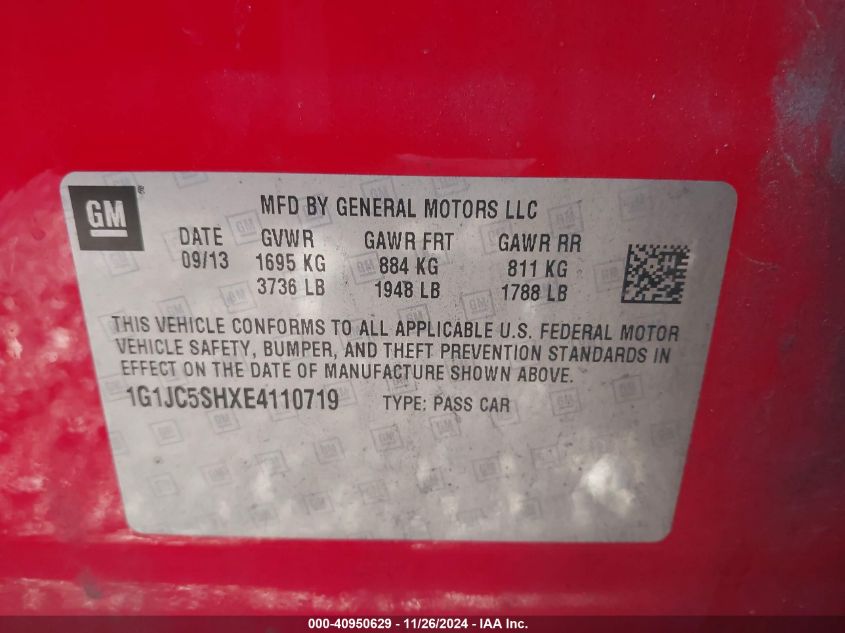 GM ®
MFD BY GENERAL MOTORS LLC
DATE GVWR GAWR FRT GAWR RR
09/13 1695 KG 884 KG 811 KG
3736 LB 1948 LB 1788 LB
THIS VEHICLE CONFORMS TO ALL APPLICABLE U.S. FEDERAL MOTOR
VEHICLE SAFETY, BUMPER, AND THEFT PREVENTION STANDARDS IN
EFFECT ON THE DATE OF MANUFACTURE SHOWN ABOVE.
1G1JC5SHXE4110719 TYPE: PASS CAR
000-40950629 - 11/26/2024 - IAA Inc.